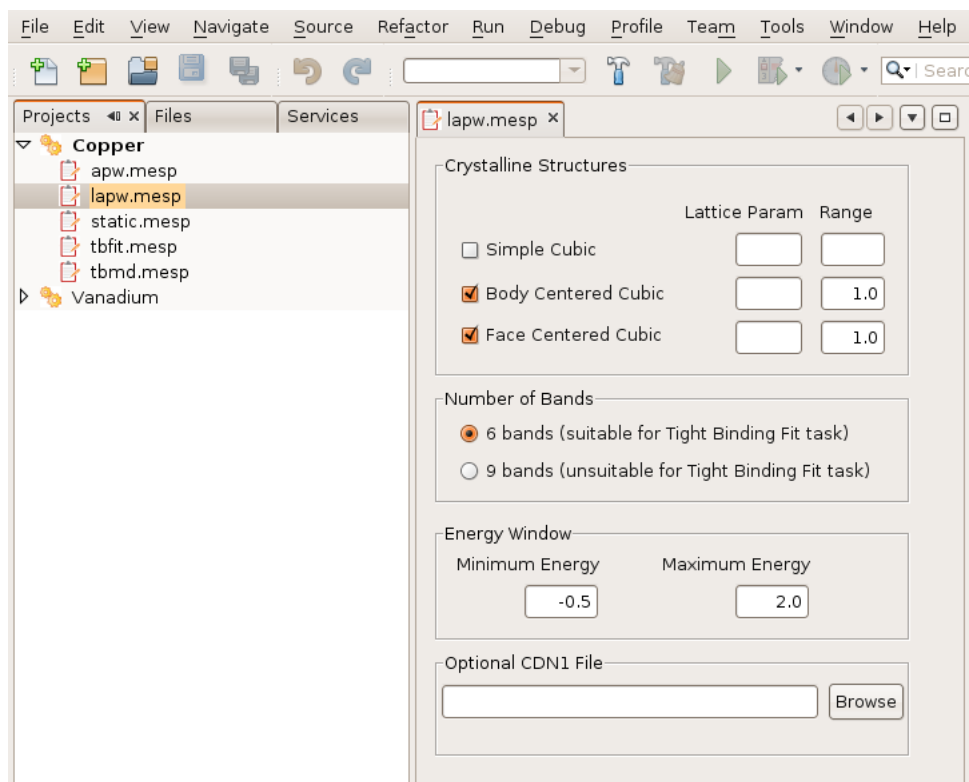 File Edit View Navigate Source Refactor Run Debug Profile Team Tools Window Help
Searc
Projects Files Services
lapw.mesp
Copper
apw.mesp
lapw.mesp
static.mesp
tbfit.mesp
tbmd.mesp
Vanadium
Crystalline Structures
Lattice Param Range
Simple Cubic
Body Centered Cubic 1.0
Face Centered Cubic 1.0
Number of Bands
6 bands (suitable for Tight Binding Fit task)
9 bands (unsuitable for Tight Binding Fit task)
Energy Window
Minimum Energy Maximum Energy
-0.5 2.0
Optional CDN1 File
Browse